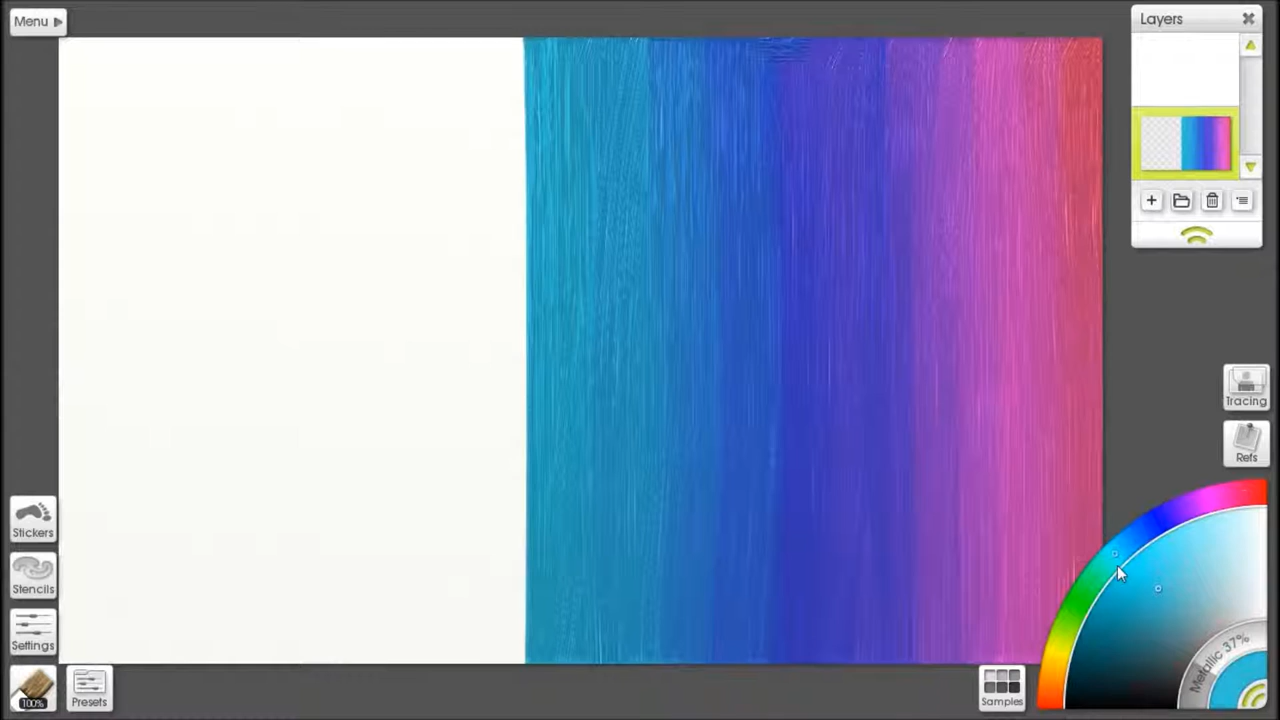 Menu
Layers
Tracing
Refs
Stickers
Stencils
Settings
100%
Presets
Samples
Metallic 37%